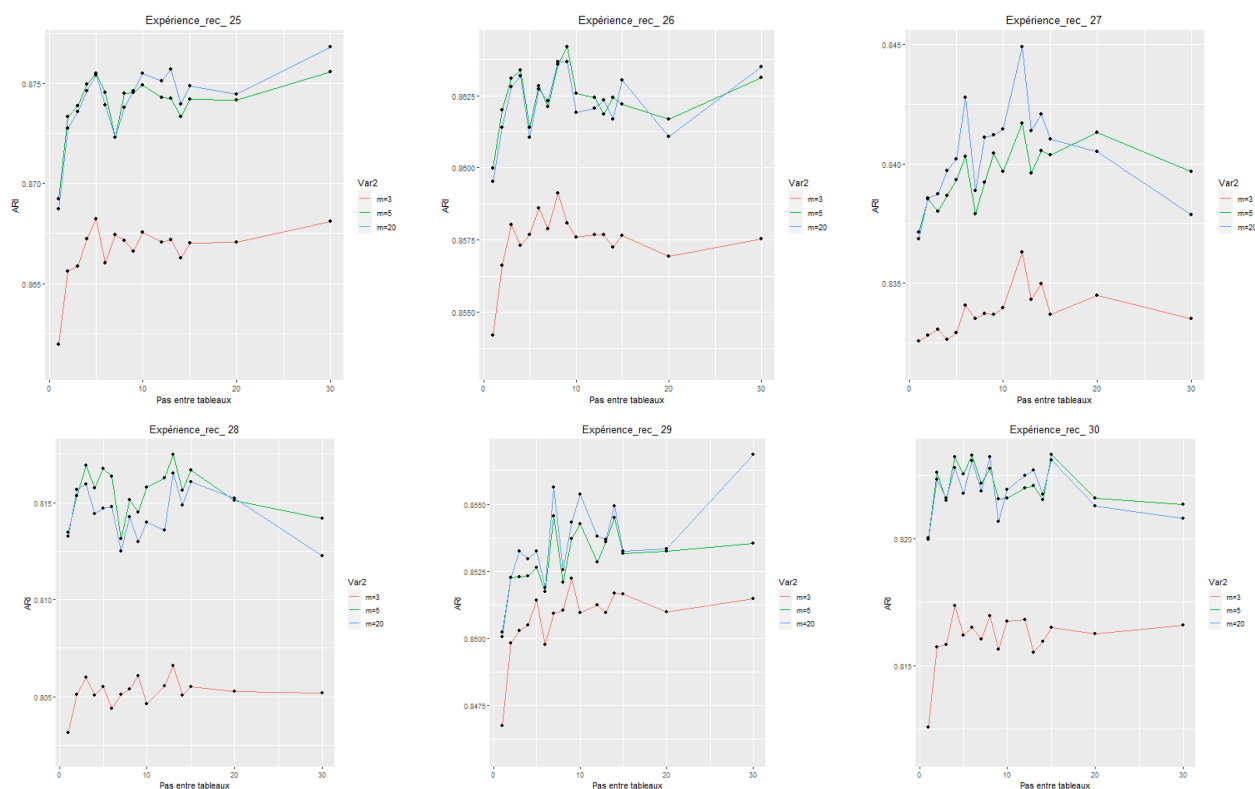 Expérience_rec_ 25
0.875
0.870
0.865
ARI
0 10 20 30
Pas entre tableaux
Var2
m=3
m=5
m=20
Expérience_rec_ 26
0.8625
0.8600
0.8575
0.8550
ARI
0 10 20 30
Pas entre tableaux
Var2
m=3
m=5
m=20
Expérience_rec_ 27
0.845
0.840
0.835
ARI
0 10 20 30
Pas entre tableaux
Var2
m=3
m=5
m=20
Expérience_rec_ 28
0.815
0.810
0.805
ARI
0 10 20 30
Pas entre tableaux
Var2
m=3
m=5
m=20
Expérience_rec_ 29
0.8550
0.8525
0.8500
0.8475
ARI
0 10 20 30
Pas entre tableaux
Var2
m=3
m=5
m=20
Expérience_rec_ 30
0.820
0.815
ARI
0 10 20 30
Pas entre tableaux
Var2
m=3
m=5
m=20